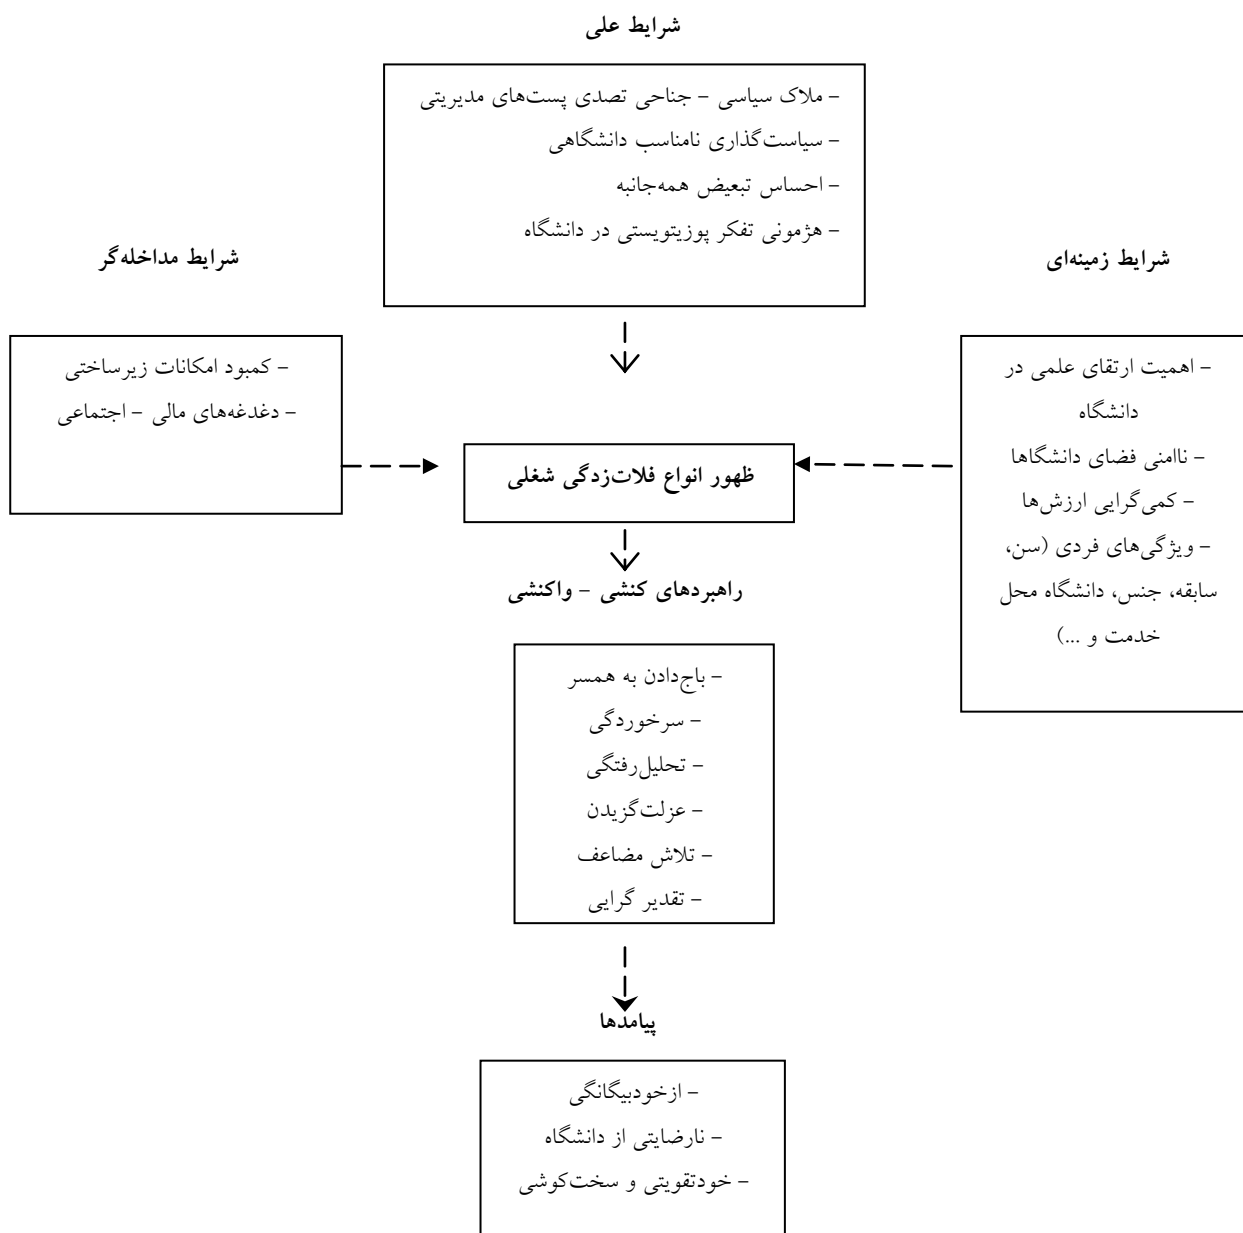 شرایط علی
– ملاک سیاسی – جناحی تصدی پست‌های مدیریتی
– سیاست‌گذاری نامناسب دانشگاهی
– احساس تبعیض همه‌جانبه
– هژمونی تفکر پوزیتویستی در دانشگاه
شرایط زمینه‌ای
– اهمیت ارتقای علمی در
دانشگاه
– ناامنی فضای دانشگاها
– کمی‌گرایی ارزش‌ها
– ویژگی‌های فردی (سن،
سابقه، جنس، دانشگاه محل
خدمت و ...)
شرایط مداخله‌گر
– کمبود امکانات زیرساختی
– دغدغه‌های مالی – اجتماعی
ظهور انواع فلات‌زدگی شغلی
راهبردهای کنشی – واکنشی
– باج‌دادن به همسر
– سرخوردگی
– تحلیل‌رفتگی
– عزلت‌گزیدن
– تلاش مضاعف
– تقدیر گرایی
پیامدها
– ازخودبیگانگی
– نارضایتی از دانشگاه
– خودتقویتی و سخت‌کوشی